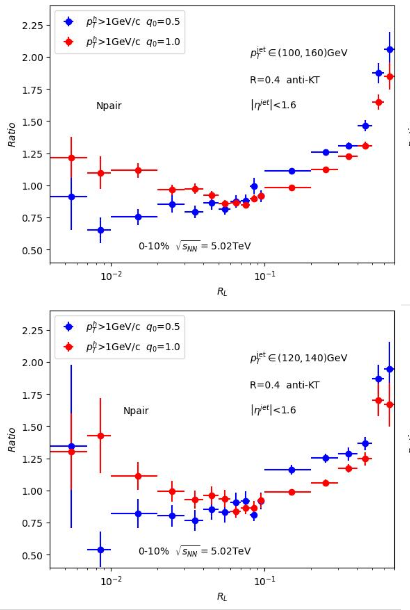 2.25
2.00
1.75
1.50
1.25
1.00
0.75
0.50
Ratio
p_T^h>1GeV/c q_0=0.5
p_T^h>1GeV/c q_0=1.0
p_T^jet ∈ (100, 160)GeV
R=0.4 anti-KT
|η^jet|<1.6
Npair
0-10% √s_NN = 5.02TeV
10^−2
10^−1
R_L
2.25
2.00
1.75
1.50
1.25
1.00
0.75
0.50
Ratio
p_T^h>1GeV/c q_0=0.5
p_T^h>1GeV/c q_0=1.0
p_T^jet ∈ (120, 140)GeV
R=0.4 anti-KT
|η^jet|<1.6
Npair
0-10% √s_NN = 5.02TeV
10^−2
10^−1
R_L